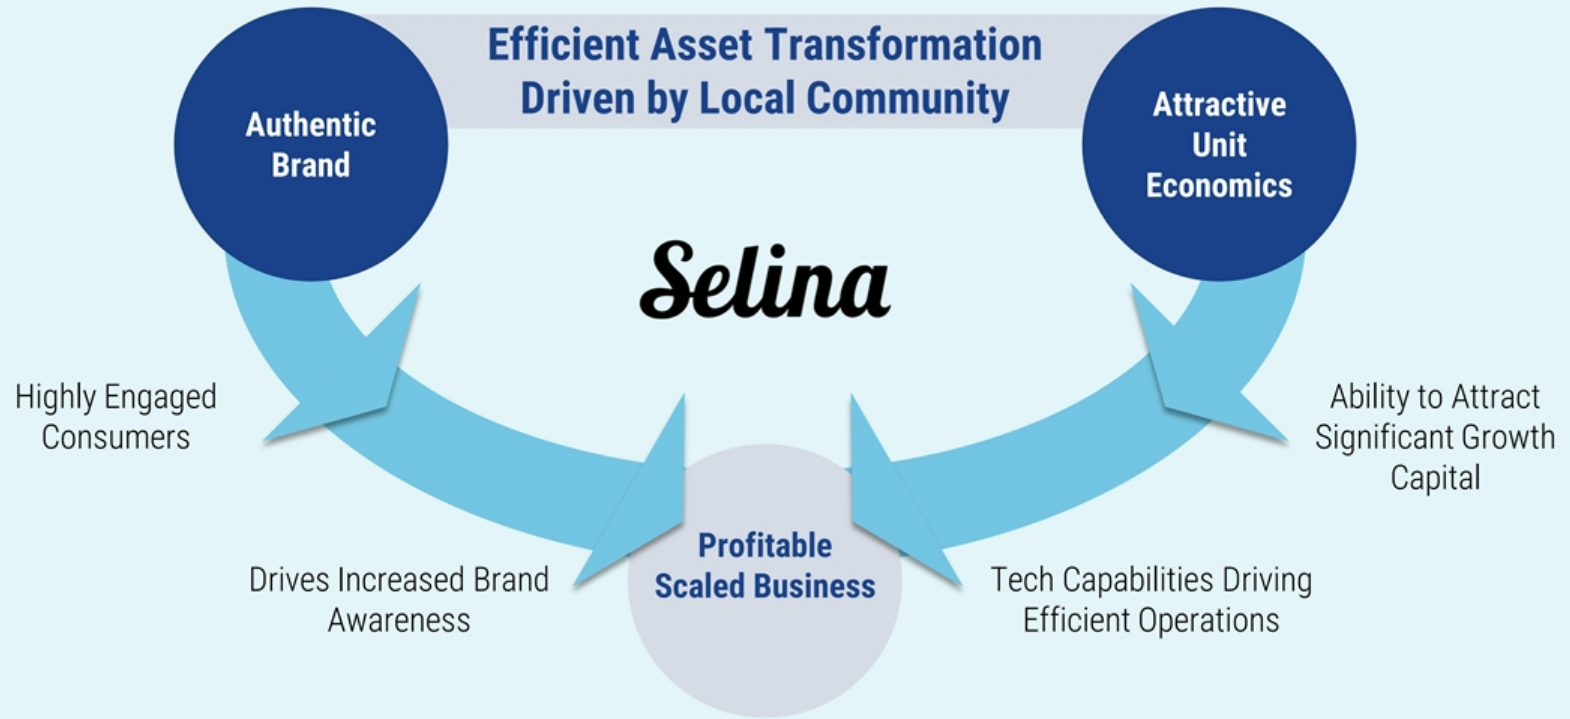 Efficient Asset Transformation
Driven by Local Community
Authentic
Brand
Attractive
Unit
Economics
Selina
Highly Engaged
Consumers
Ability to Attract
Significant Growth
Capital
Drives Increased Brand
Awareness
Profitable
Scaled Business
Tech Capabilities Driving
Efficient Operations